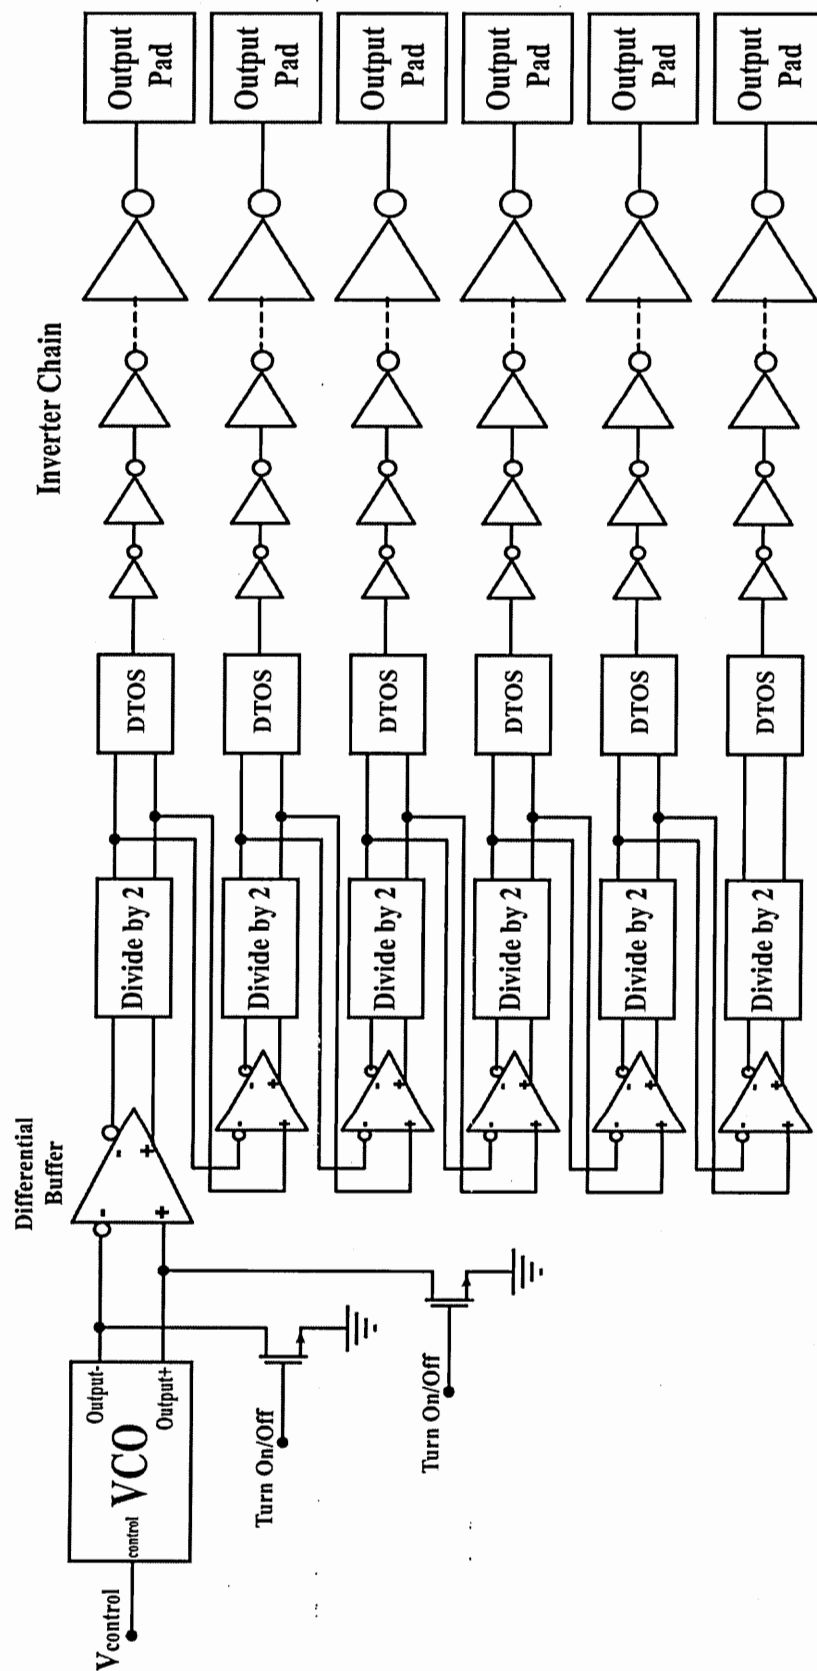 Vcontrol
control
VCO
Output-
Output+
Turn On/Off
Turn On/Off
Differential
Buffer
-
+
-
+
Divide by 2
DTOS
Inverter Chain
Output
Pad
-
+
-
+
Divide by 2
DTOS
Output
Pad
-
+
-
+
Divide by 2
DTOS
Output
Pad
-
+
-
+
Divide by 2
DTOS
Output
Pad
-
+
-
+
Divide by 2
DTOS
Output
Pad
-
+
-
+
Divide by 2
DTOS
Output
Pad